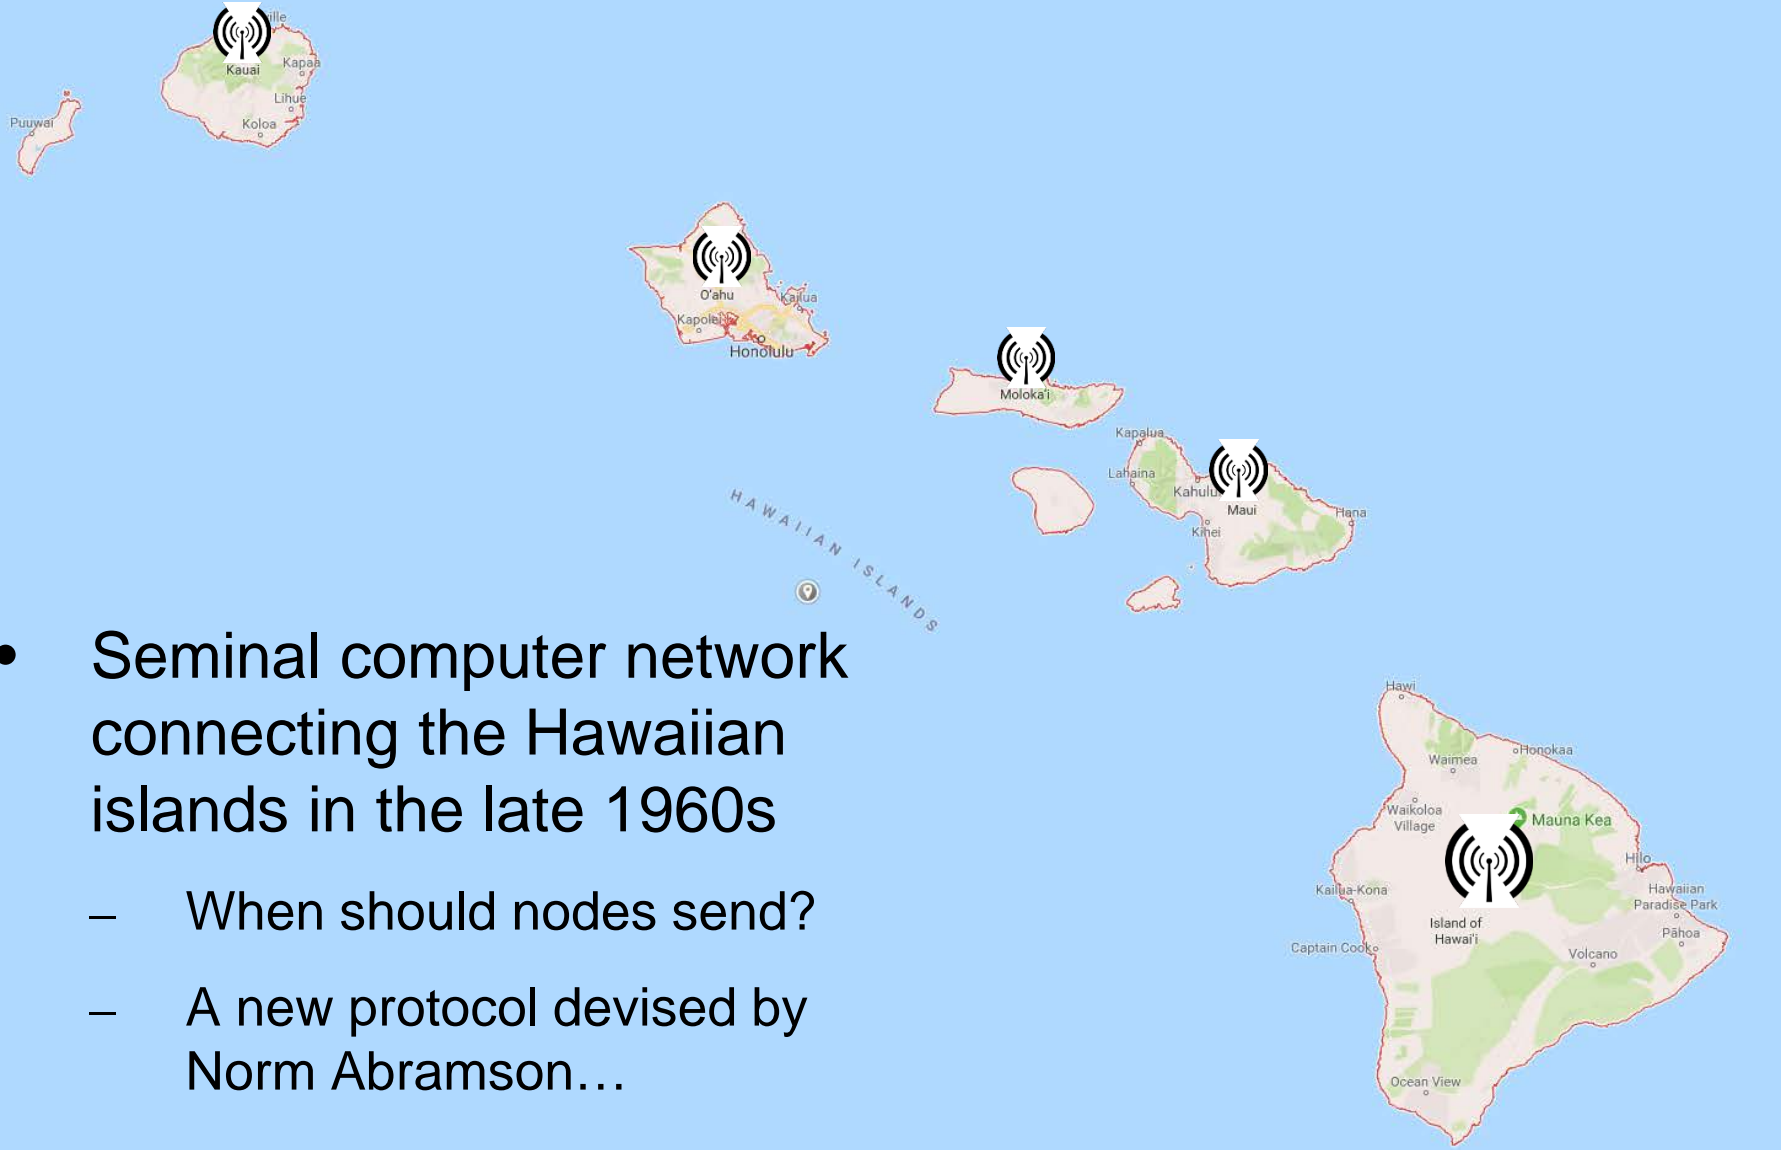 Kauai
Kapaa
Lihue
Koloa
Puuwai
O'ahu
Kailua
Kapolei
Honolulu
Moloka'i
Kapalua
Lahaina
Maui
Kihei
Hana
HAWAIIAN ISLANDS
• Seminal computer network
connecting the Hawaiian
islands in the late 1960s
– When should nodes send?
– A new protocol devised by
Norm Abramson…
Hawi
Honokaa
Waimea
Waikoloa
Village
Mauna Kea
Hilo
Kailua-Kona
Hawaiian
Paradise Park
Island of
Hawai'i
Pāhoa
Captain Cook
Volcano
Ocean View